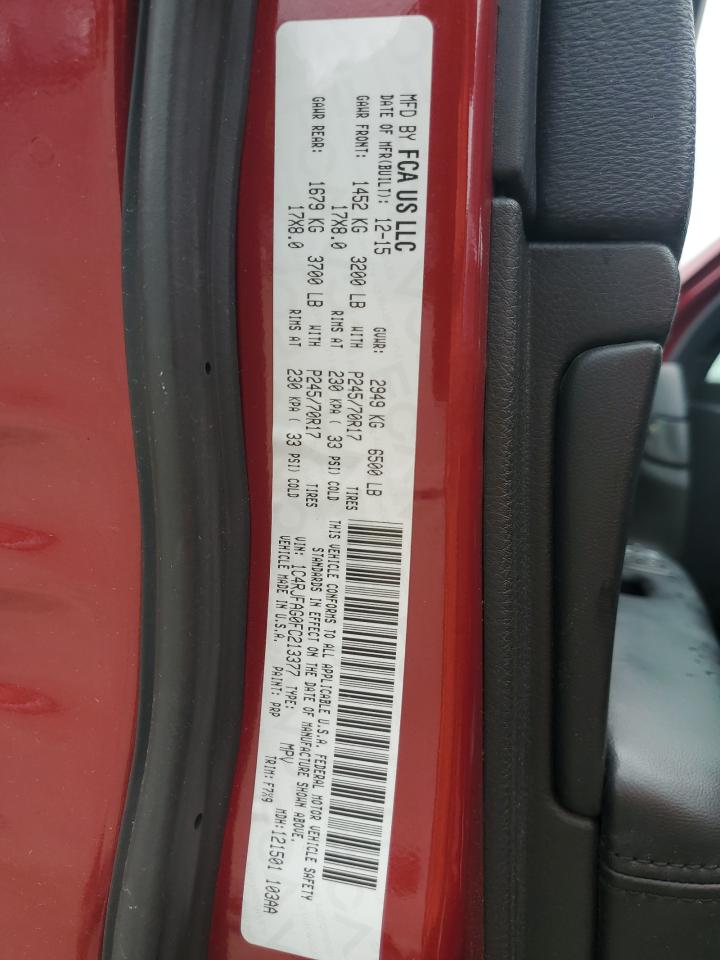 MFD BY FCA US LLC
DATE OF MFR(BUILT): 12-15 GVWR: 2949 KG 6500 LB
GAWR FRONT: 1452 KG 3200 LB WITH P245/70R17 TIRES
17X8.0 RIMS AT 230 KPA ( 33 PSI) COLD
GAWR REAR: 1679 KG 3700 LB WITH P245/70R17 TIRES
17X8.0 RIMS AT 230 KPA ( 33 PSI) COLD
THIS VEHICLE CONFORMS TO ALL APPLICABLE U.S.A. FEDERAL MOTOR VEHICLE SAFETY
STANDARDS IN EFFECT ON THE DATE OF MANUFACTURE SHOWN ABOVE.
VIN: 1C4RJFAG0FC213377 TYPE: MPV MDH:121501 103AA
VEHICLE MADE IN U.S.A. PAINT: PRP TRIM: F7X9